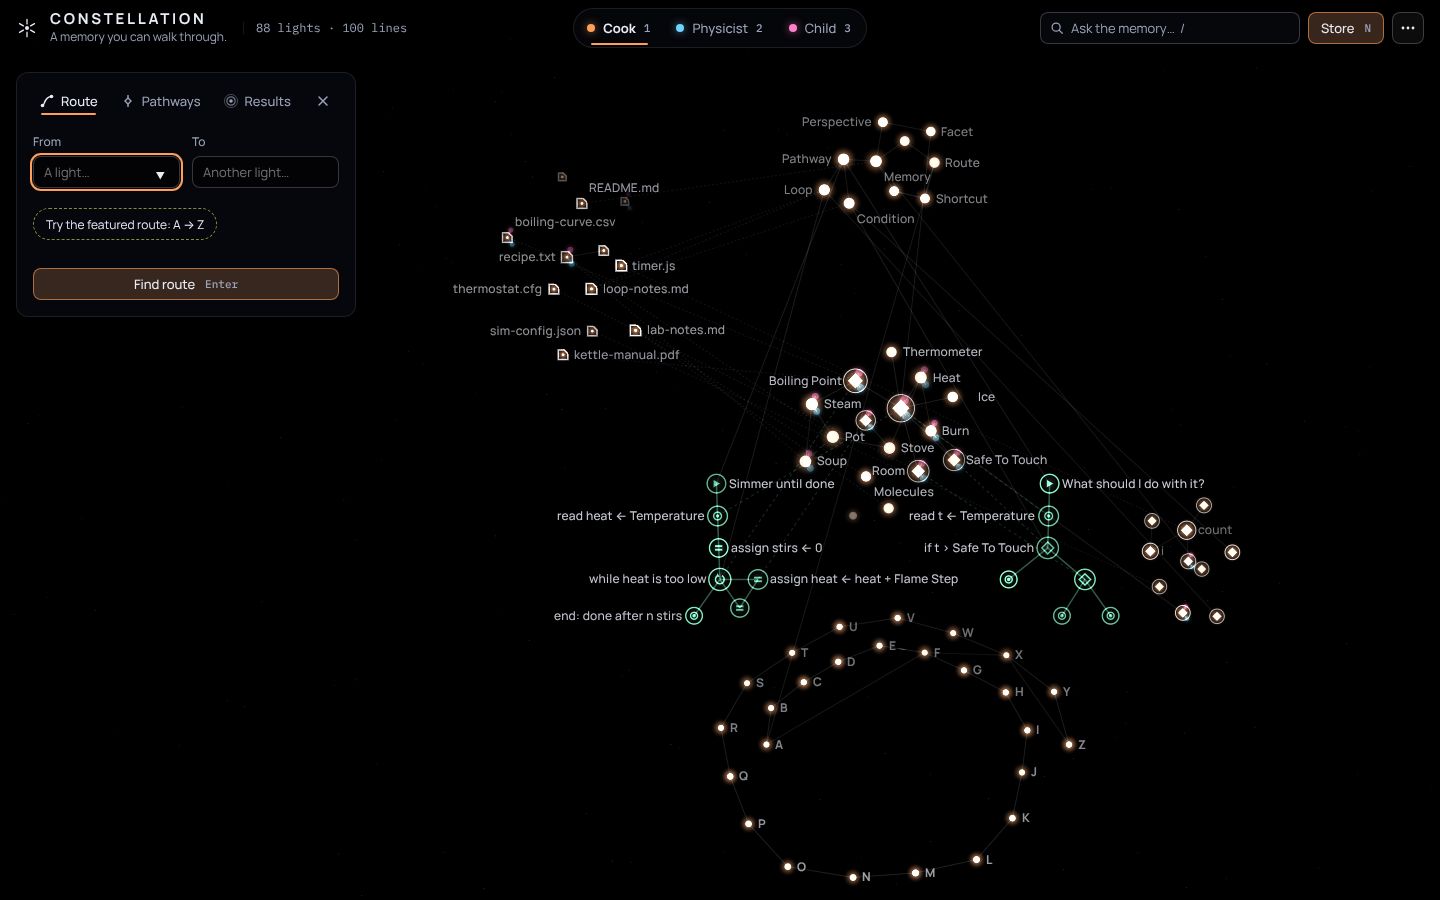 CONSTELLATION
A memory you can walk through.
88 lights · 100 lines
Cook 1
Physicist 2
Child 3
Ask the memory… /
Store N
Route
Pathways
Results
From
To
A light…
Another light…
Try the featured route: A → Z
Find route Enter
Perspective
Facet
Pathway
Route
Memory
Loop
Shortcut
Condition
README.md
boiling-curve.csv
recipe.txt
timer.js
thermostat.cfg
loop-notes.md
sim-config.json
lab-notes.md
kettle-manual.pdf
Thermometer
Boiling Point
Heat
Steam
Ice
Pot
Burn
Stove
Soup
Safe To Touch
Room
Molecules
Simmer until done
What should I do with it?
read heat ← Temperature
read t ← Temperature
count
assign stirs ← 0
if t > Safe To Touch
i
while heat is too low
assign heat ← heat + Flame Step
end: done after n stirs
U
V
W
T
E
F
X
D
G
S
C
H
Y
B
R
I
A
Z
Q
J
P
K
O
N
M
L